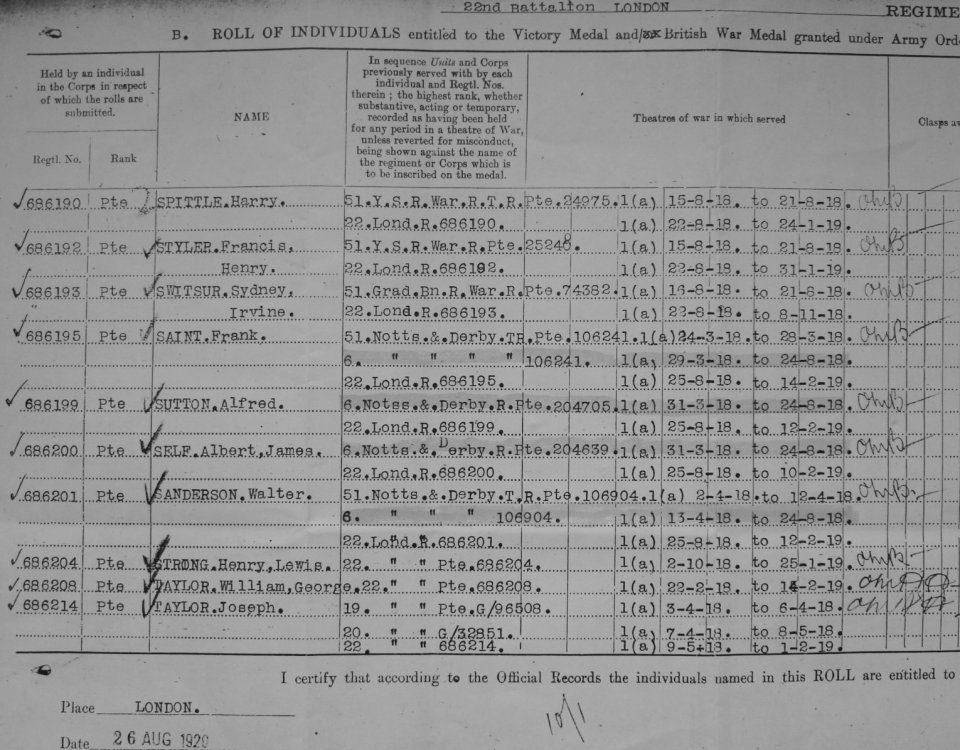 22nd Battalion LONDON REGIME
B. ROLL OF INDIVIDUALS entitled to the Victory Medal and/or British War Medal granted under Army Orde
Held by an individual
in the Corps in respect
of which the rolls are
submitted.
Regtl. No. Rank
NAME
In sequence Units and Corps
previously served with by each
individual and Regtl. Nos.
therein ; the highest rank, whether
substantive, acting or temporary,
recorded as having been held
for any period in a theatre of War,
unless reverted for misconduct,
being shown against the name of
the regiment or Corps which is
to be inscribed on the medal.
Theatres of war in which served
Clasps aw
686190 Pte SPITTLE.Harry. 51.Y.S.R.War.R.T.R.Pte.24975.1(a) 15-8-18. to 21-8-18.
22.Lond.R.686190. 1(a) 22-8-18. to 24-1-19.
686192 Pte STYLER.Francis, 51.Y.S.R.War.R.Pte.25248. 1(a) 15-8-18. to 21-8-18.
Henry. 22.Lond.R.686192. 1(a) 22-8-18. to 31-1-19.
686193 Pte SWITSUR.Sydney, 51.Grad.Bn.R.War.R.Pte.74382.1(a) 16-8-18. to 21-8-18.
" Irvine. 22.Lond.R.686193. 1(a) 22-8-18. to 8-11-18.
686195 Pte SAINT.Frank. 51.Notts.&.Derby.TR.Pte.106241.1(a)24-3-18. to 28-3-18.
6. " " " " 106241. 1(a) 29-3-18. to 24-8-18.
22.Lond.R.686195. 1(a) 25-8-18. to 14-2-19.
686199 Pte SUTTON.Alfred. 6.Notss.&.Derby.R.Pte.204705.1(a) 31-3-18. to 24-8-18.
22.Lond.R.686199. 1(a) 25-8-18. to 12-2-19.
686200 Pte SELF.Albert,James. 6.Notts.&.Derby.R.Pte.204639.1(a) 31-3-18. to 24-8-18.
22.Lond.R.686200. 1(a) 25-8-18. to 10-2-19.
686201 Pte SANDERSON.Walter. 51.Notts.&.Derby.T.R.Pte.106904.1(a) 2-4-18.to 12-4-18.
6. " " " 106904. 1(a) 13-4-18. to 24-8-18.
22.Lond.R.686201. 1(a) 25-8-18. to 12-2-19.
686204 Pte STRONG.Henry,Lewis. 22. " " Pte.686204. 1(a) 2-10-18. to 25-1-19.
686208 Pte TAYLOR.William,George.22. " " Pte.686208. 1(a) 22-2-18. to 14-2-19.
686214 Pte TAYLOR.Joseph. 19. " " Pte.G/96508. 1(a) 3-4-18. to 6-4-18.
20. " " G/32851. 1(a) 7-4-18. to 8-5-18.
22. " " 686214. 1(a) 9-5-18. to 1-2-19.
I certify that according to the Official Records the individuals named in this ROLL are entitled to
Place LONDON.
10/1
Date 26 AUG 1920